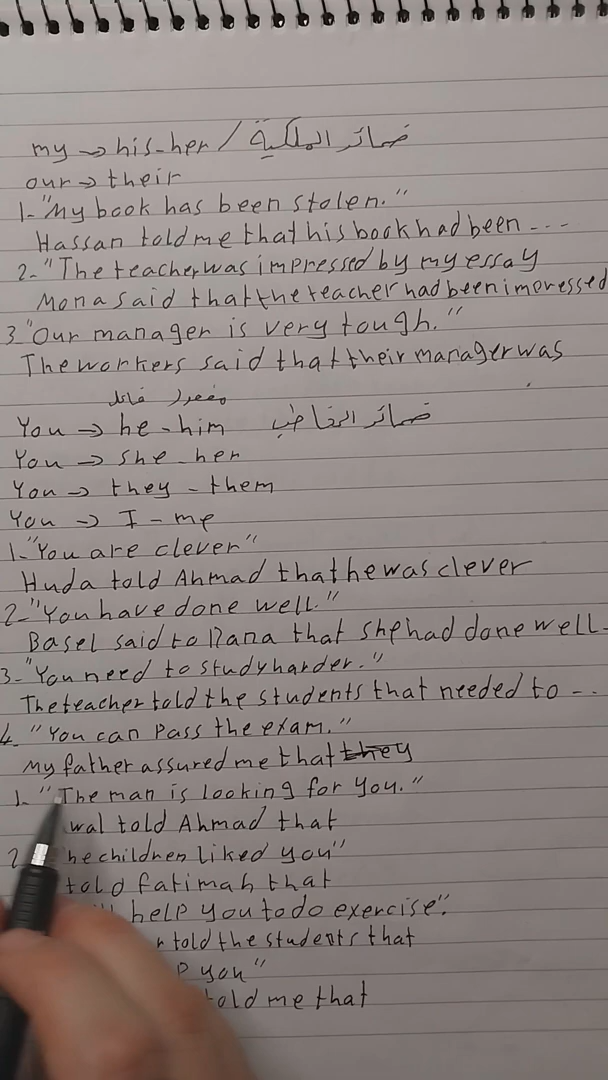 my → his - her / ضمائر الملكية
our → their
1- "My book has been stolen."
Hassan told me that his book had been ...
2- "The teacher was impressed by my essay
Mona said that the teacher had been impressed
3 "Our manager is very tough."
The workers said that their manager was
فاعل مفعول
You → he - him ضمائر المخاطب
You → she - her
You → they - them
You → I - me
1- "You are clever"
Huda told Ahmad that he was clever
2- "You have done well."
Basel said to Rana that she had done well -
3- "You need to study harder."
The teacher told the students that needed to ...
4. "You can pass the exam."
My father assured me that they
1. "The man is looking for you."
wal told Ahmad that
2 he children liked you"
told fatimah that
help you to do exercise".
told the students that
you"
told me that